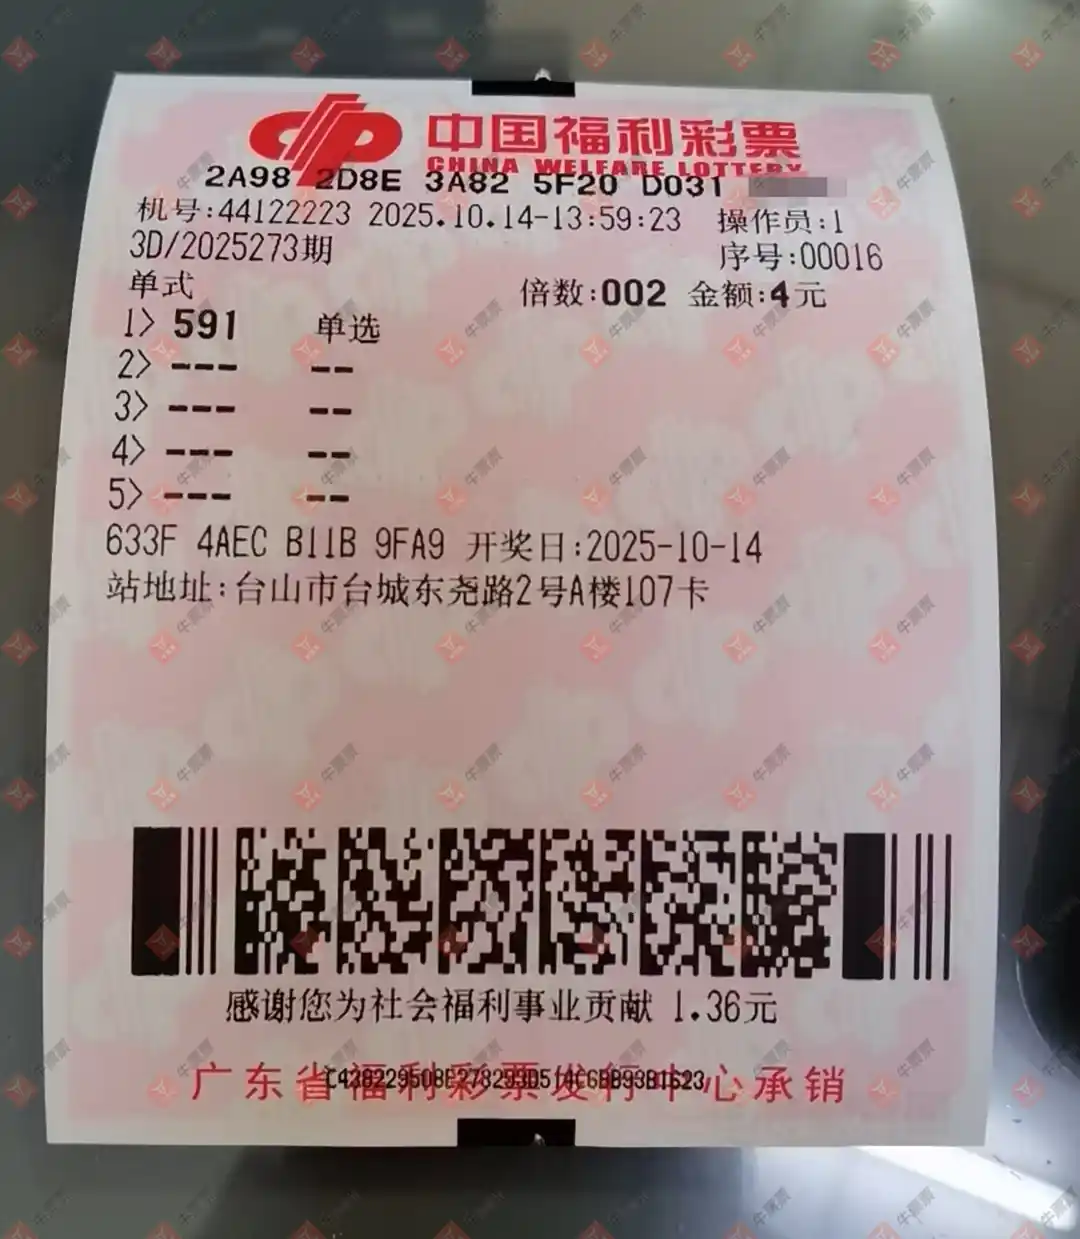 中国福利彩票
CHINA WELFARE LOTTERY
2A98 2D8E 3A82 5F20 D031
机号:44122223 2025.10.14-13:59:23 操作员:1
3D/2025273期 序号:00016
单式 倍数:002 金额:4元
1> 591 单选
2> --- --
3> --- --
4> --- --
5> --- --
633F 4AEC B11B 9FA9 开奖日:2025-10-14
站地址:台山市台城东尧路2号A楼107卡
感谢您为社会福利事业贡献 1.36元
广东省福利彩票发行中心承销
牛票票